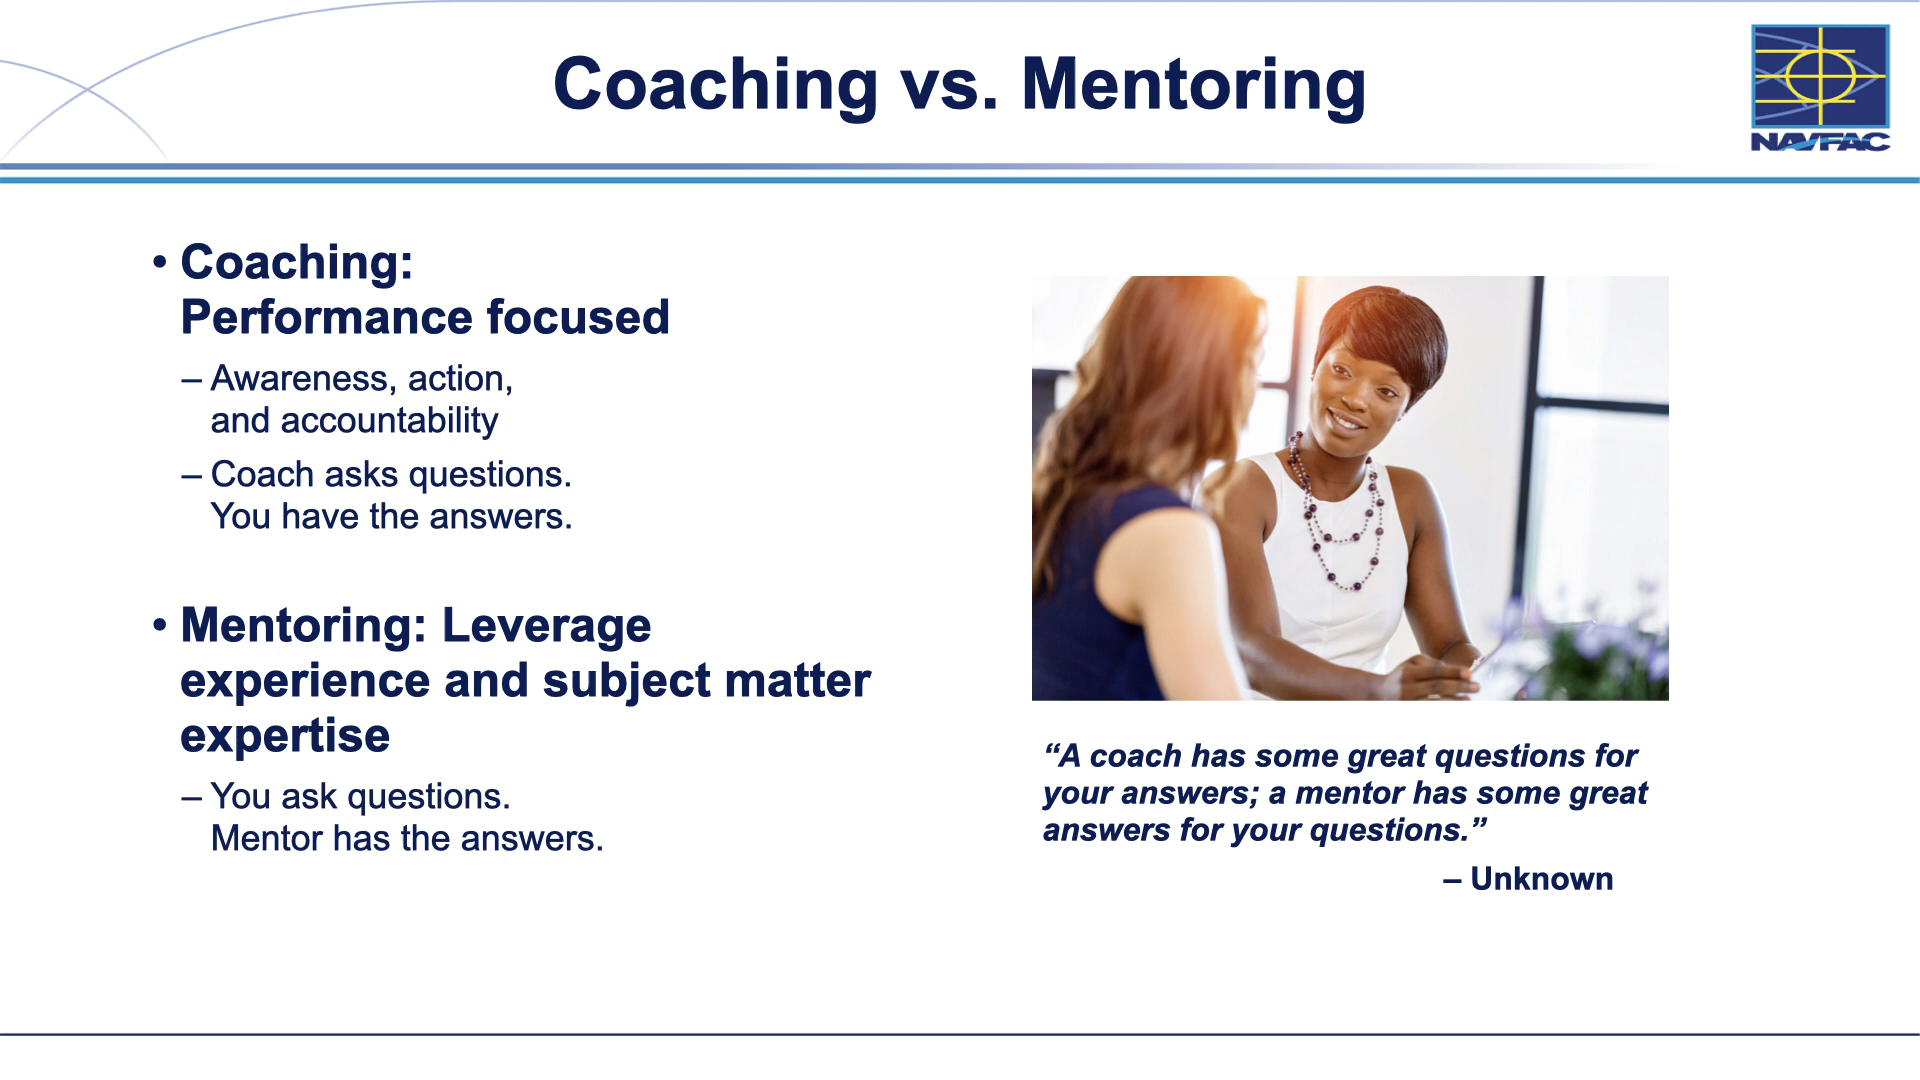 Coaching vs. Mentoring
NAVFAC
• Coaching:
Performance focused
– Awareness, action,
and accountability
– Coach asks questions.
You have the answers.
• Mentoring: Leverage
experience and subject matter
expertise
– You ask questions.
Mentor has the answers.
“A coach has some great questions for
your answers; a mentor has some great
answers for your questions.”
– Unknown